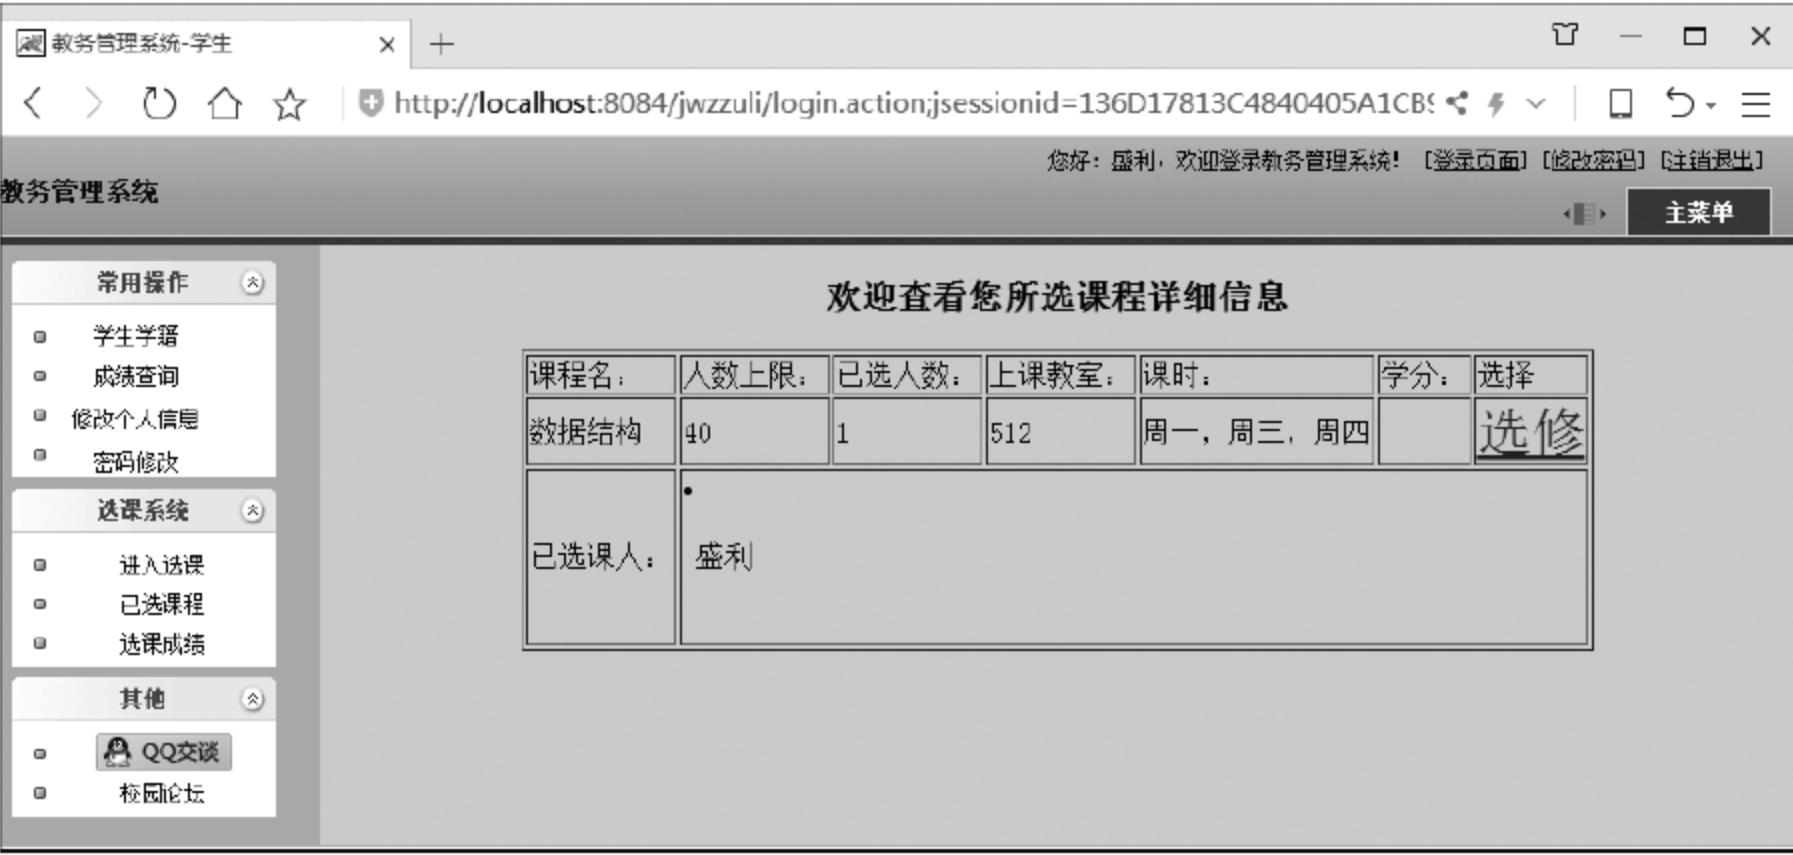 教务管理系统-学生
http://localhost:8084/jwzzuli/login.action;jsessionid=136D17813C4840405A1CB9
您好：盛利，欢迎登录教务管理系统！ [登录页面] [修改密码] [注销退出]
教务管理系统
主菜单
常用操作
学生学籍
成绩查询
修改个人信息
密码修改
选课系统
进入选课
已选课程
选课成绩
其他
QQ交谈
校园论坛
欢迎查看您所选课程详细信息
课程名： 人数上限： 已选人数： 上课教室： 课时： 学分： 选择
数据结构 40 1 512 周一，周三，周四 选修
已选课人： 盛利